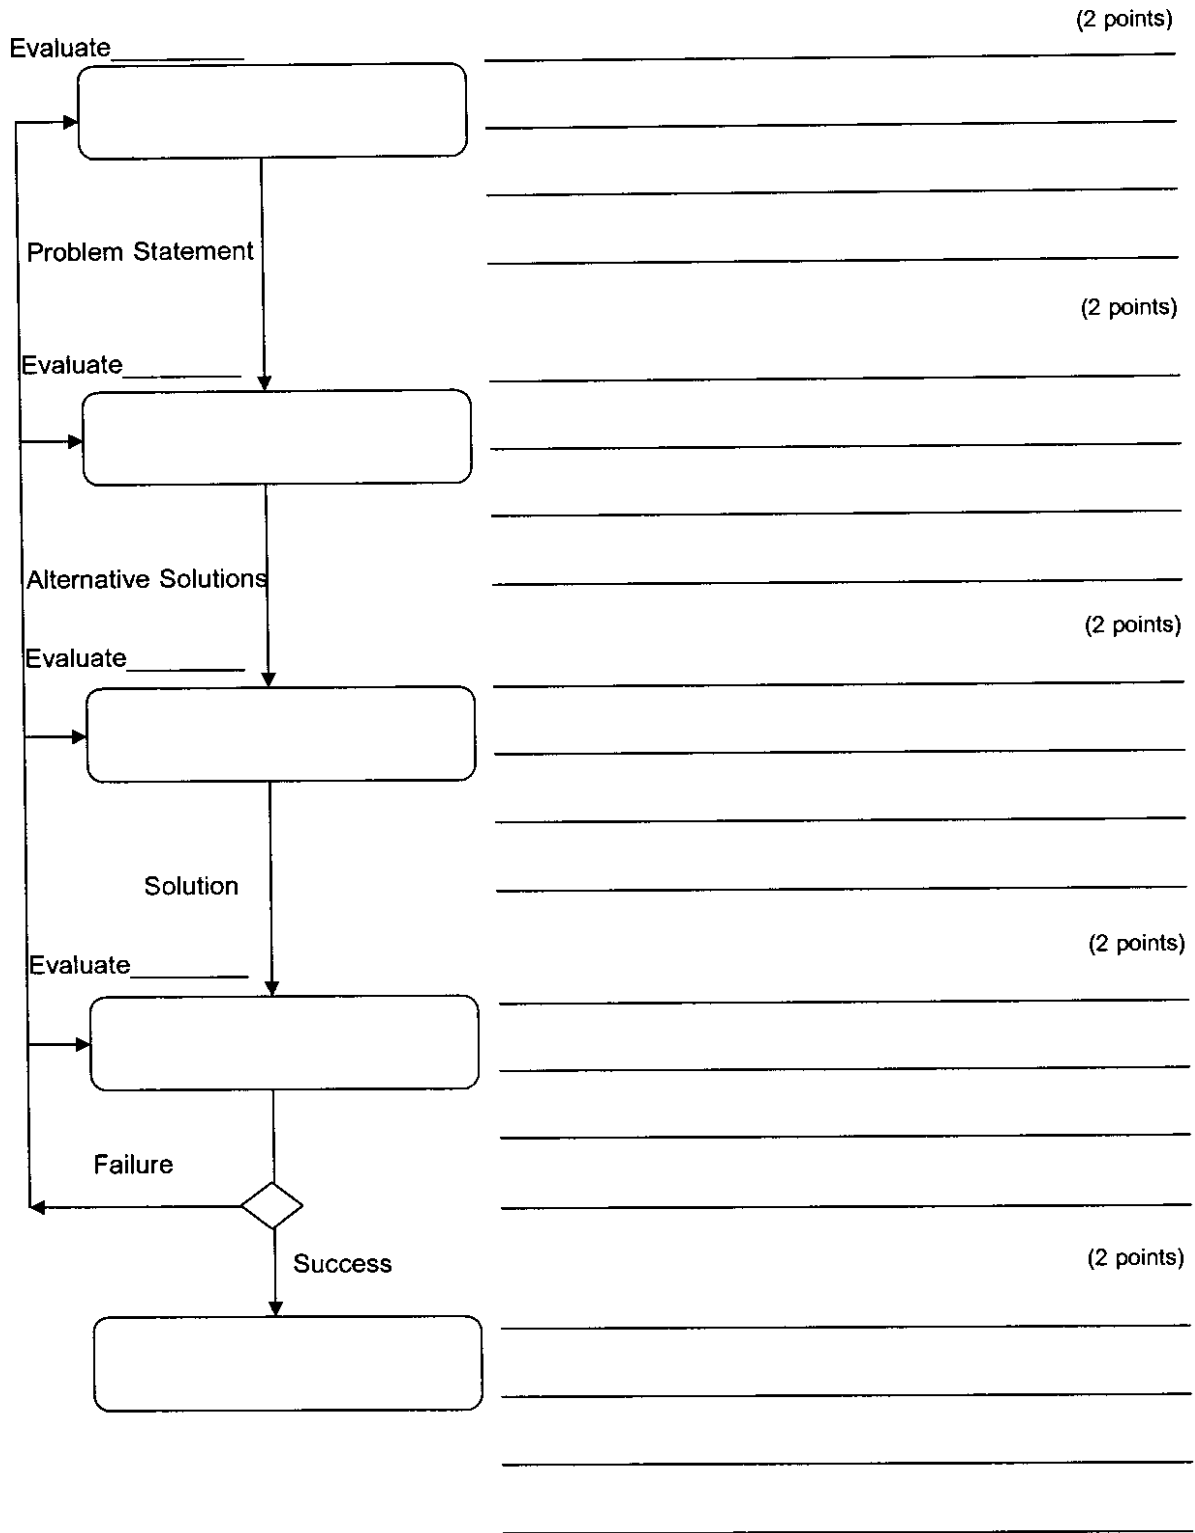 (2 points)
Evaluate________
Problem Statement
(2 points)
Evaluate________
Alternative Solutions
(2 points)
Evaluate________
Solution
(2 points)
Evaluate________
Failure
Success
(2 points)